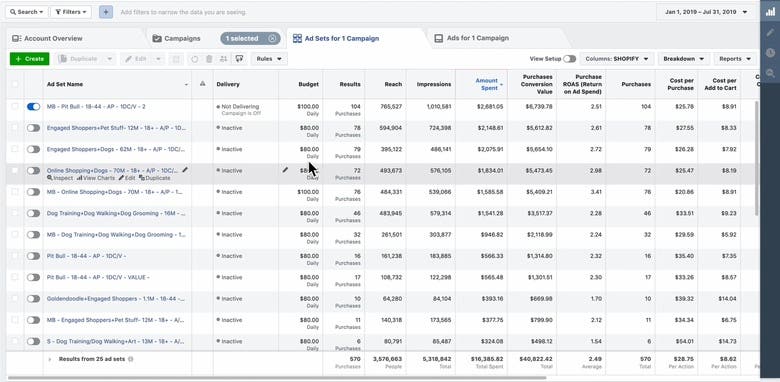 Search Filters + Add filters to narrow the data you are seeing. Jan 1, 2019 – Jul 31, 2019
Account Overview Campaigns 1 selected Ad Sets for 1 Campaign Ads for 1 Campaign
+ Create Duplicate Edit Rules View Setup Columns: SHOPIFY Breakdown Reports
Ad Set Name Delivery Budget Results Reach Impressions Amount Spent Purchases Conversion Value Purchase ROAS (Return on Ad Spend) Purchases Cost per Purchase Cost per Add to Cart
MB - Pit Bull - 18-44 - AP - 1DC/V - 2 Not Delivering $100.00 104 765,527 1,010,581 $2,681.05 $6,739.78 2.51 104 $25.78 $8.91
Campaign is Off Daily Purchases
Engaged Shoppers+Pet Stuff- 12M - 18+ - A/P - 1D... Inactive $80.00 78 594,904 724,398 $2,148.61 $5,612.82 2.61 78 $27.55 $8.33
Daily Purchases
Engaged Shoppers+Dogs - 62M - 18+ - A/P - 1DC/... Inactive $80.00 79 395,122 486,141 $2,075.91 $5,654.03 2.72 79 $26.28 $7.92
Daily Purchases
Online Shopping+Dogs - 70M - 18+ - A/P - 1DC/... Inactive 72 493,673 576,105 $1,834.01 $5,473.45 2.98 72 $25.47 $8.19
Inspect View Charts Edit Duplicate Daily Purchases
MB - Online Shopping+Dogs - 70M - 18+ - A/P - 1... Inactive $100.00 76 484,331 539,066 $1,585.58 $5,409.21 3.41 76 $20.86 $8.91
Daily Purchases
Dog Training+Dog Walking+Dog Grooming - 16M - ... Inactive $80.00 46 483,945 579,314 $1,541.28 $3,517.37 2.28 46 $33.51 $9.23
Daily Purchases
MB - Dog Training+Dog Walking+Dog Grooming - 1... Inactive $80.00 32 261,501 303,877 $946.82 $2,118.99 2.24 32 $29.59 $5.92
Daily Purchases
Pit Bull - 18-44 - AP - 1DC/V - Inactive $80.00 16 161,238 183,885 $566.33 $1,314.80 2.32 16 $35.40 $7.35
Daily Purchases
Pit Bull - 18-44 - AP - 1DC/V - VALUE - Inactive $80.00 17 108,732 122,298 $565.48 $1,301.51 2.30 17 $33.26 $8.57
Daily Purchases
Goldendoodle+Engaged Shoppers - 1.1M - 18-44 -... Inactive $80.00 10 64,280 84,104 $393.16 $669.98 1.70 10 $39.32 $14.04
Daily Purchases
MB - Engaged Shoppers+Pet Stuff- 12M - 18+ - A/... Inactive $80.00 11 140,318 173,565 $377.75 $799.90 2.12 11 $34.34 $6.75
Daily Purchases
S - Dog Training/Dog Walking+Art - 13M - 18+ - A/... Inactive $80.00 6 80,791 85,487 $324.08 $498.12 1.54 6 $54.01 $14.73
Daily Purchases
Results from 25 ad sets 570 3,576,663 5,318,842 $16,385.82 $40,822.42 2.49 570 $28.75 $8.62
Purchases People Total Total Spent Total Average Total Per Action Per Action